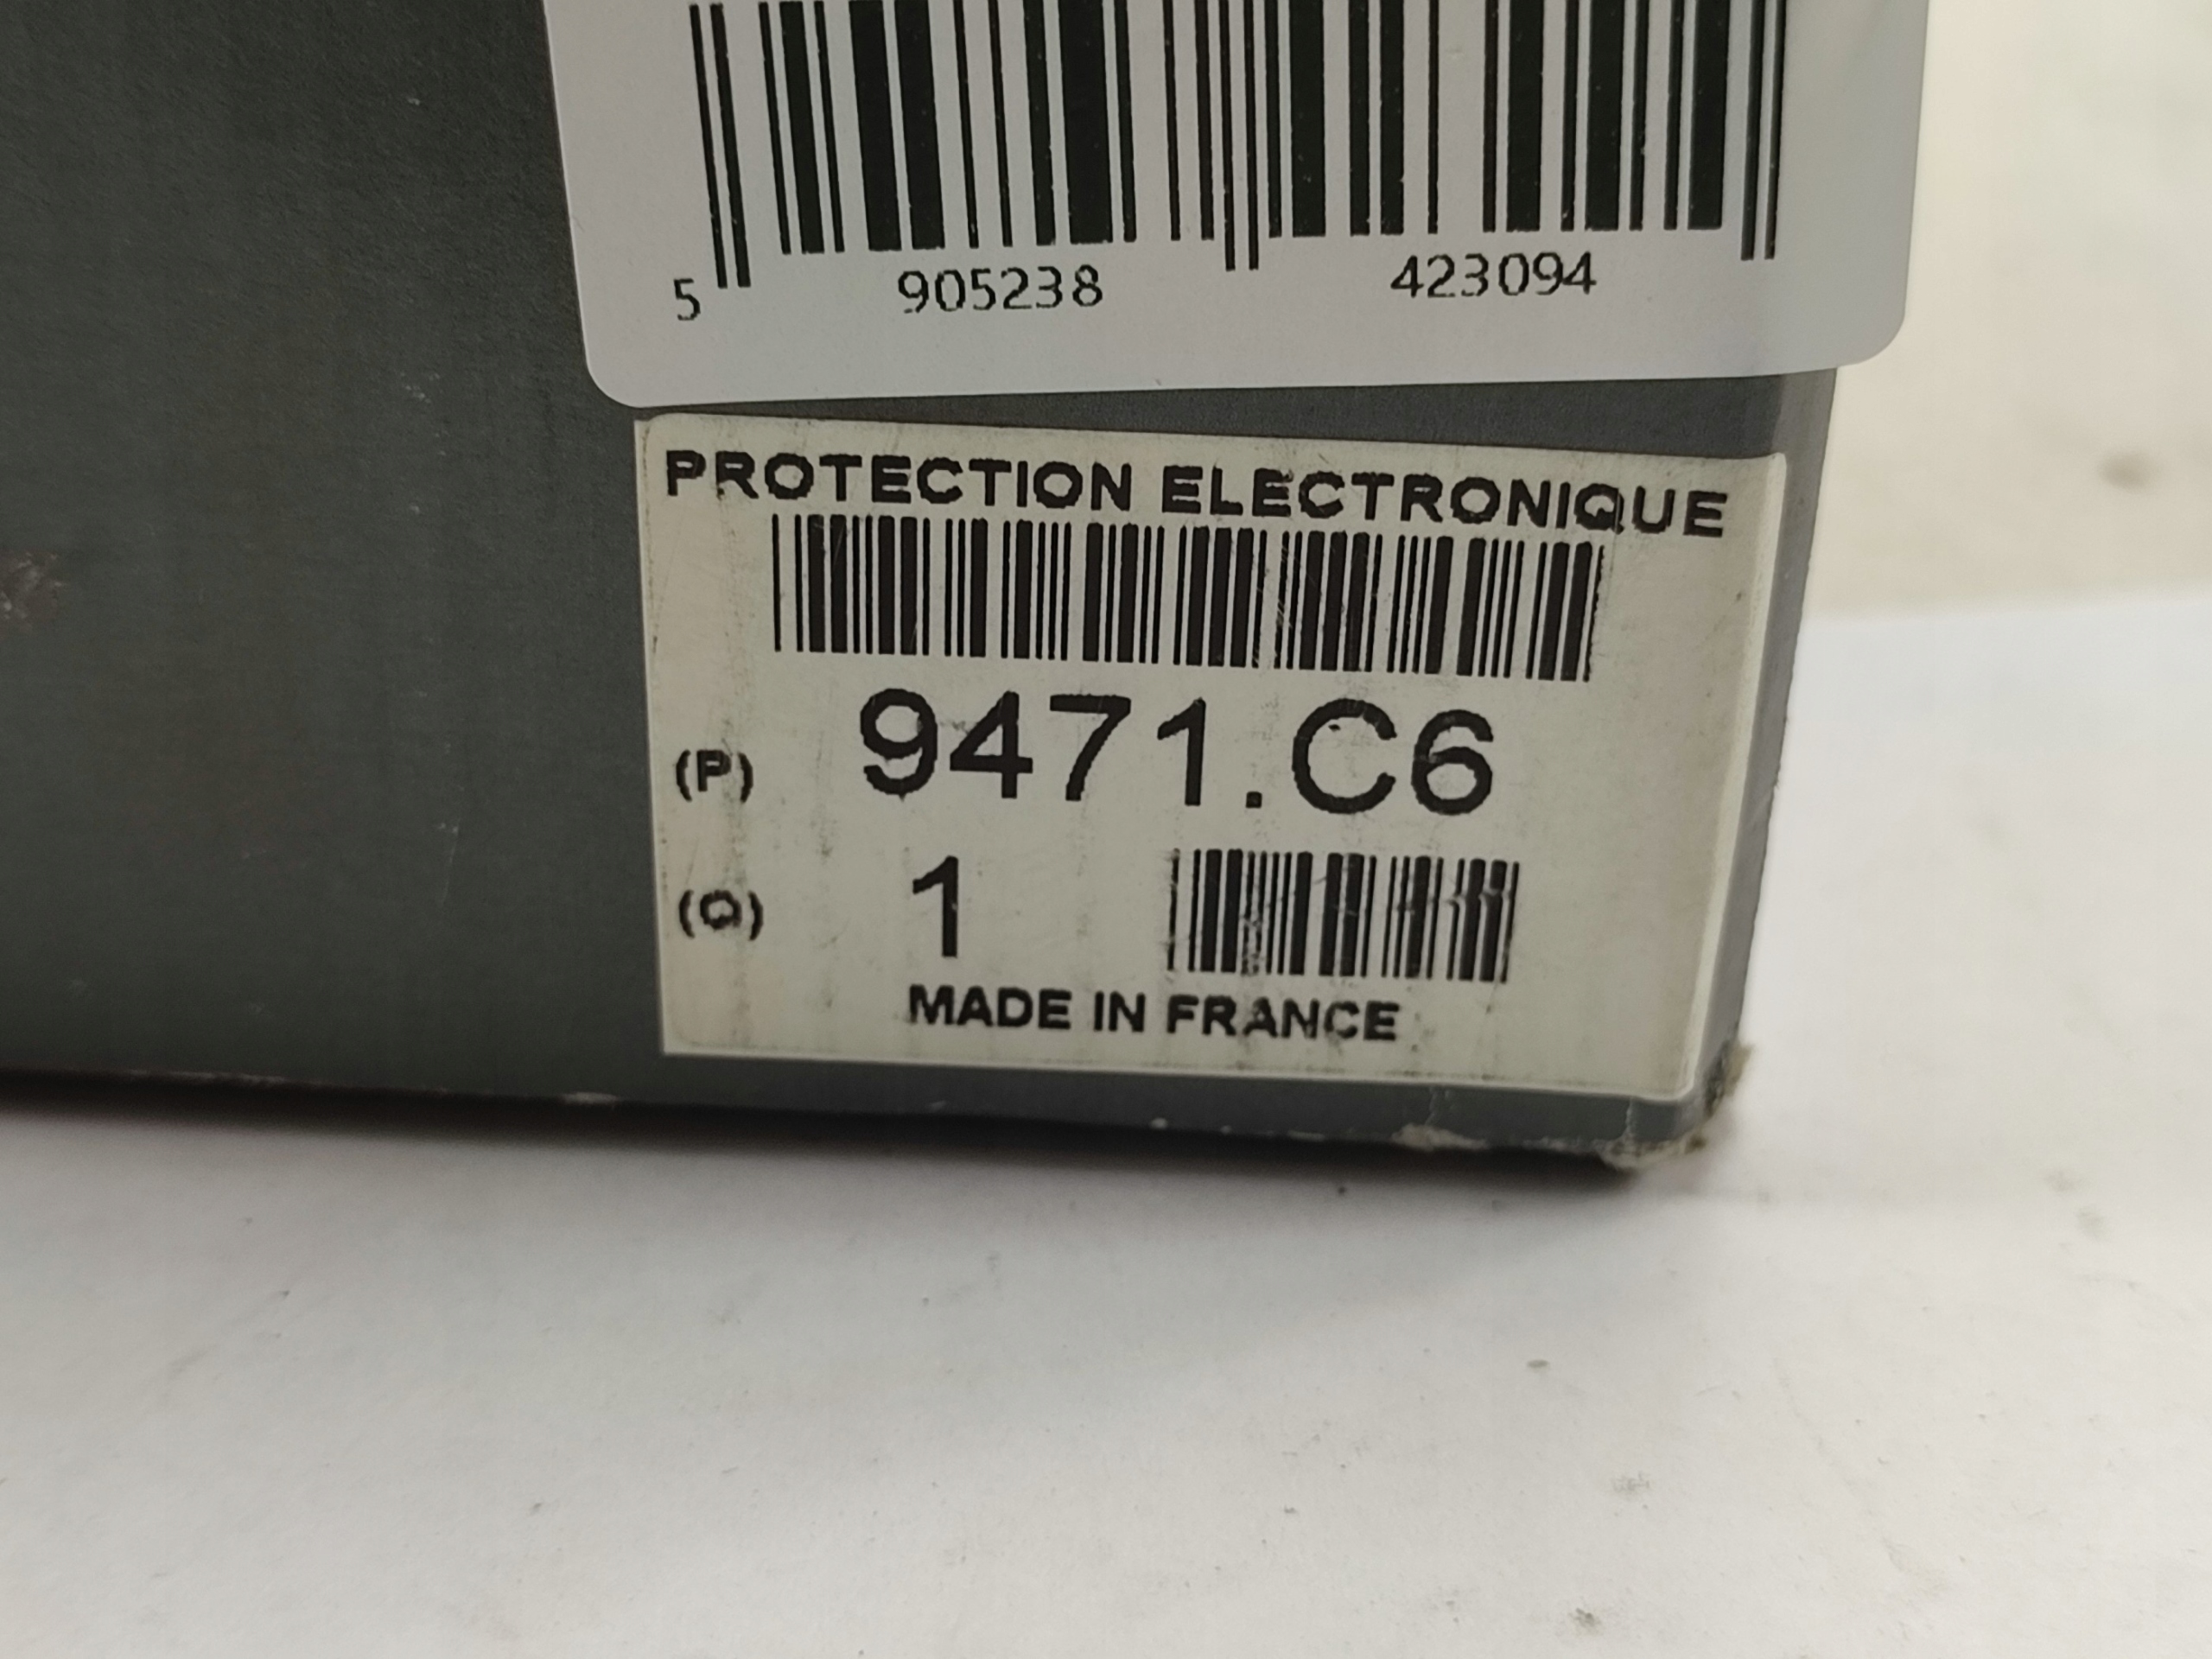 5 905238 423094
PROTECTION ELECTRONIQUE
(P) 9471.C6
(Q) 1
MADE IN FRANCE